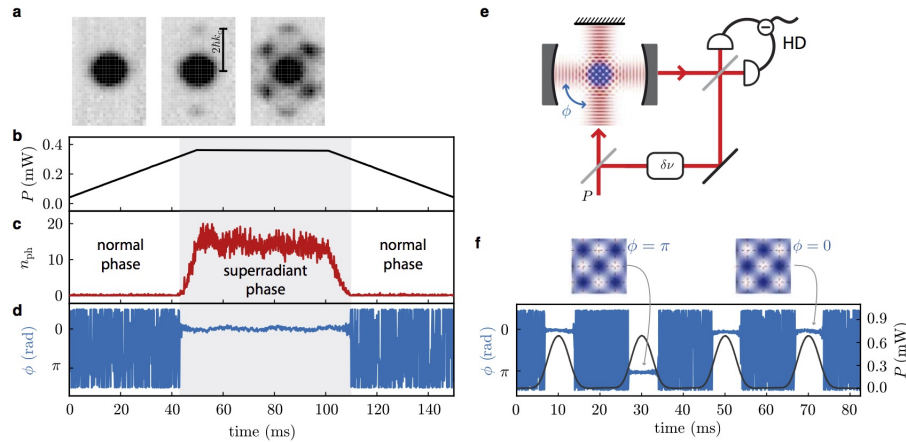 a
2ħk
b
P (mW)
0.4
0.0
c
n_ph
20
10
0
normal
phase
superradiant
phase
normal
phase
d
ϕ (rad)
0
π
0
20
40
60
80
100
120
140
time (ms)
e
HD
ϕ
δν
P
f
ϕ = π
ϕ = 0
ϕ (rad)
0
π
0.9
0.6
0.3
0.0
P (mW)
0
10
20
30
40
50
60
70
80
time (ms)